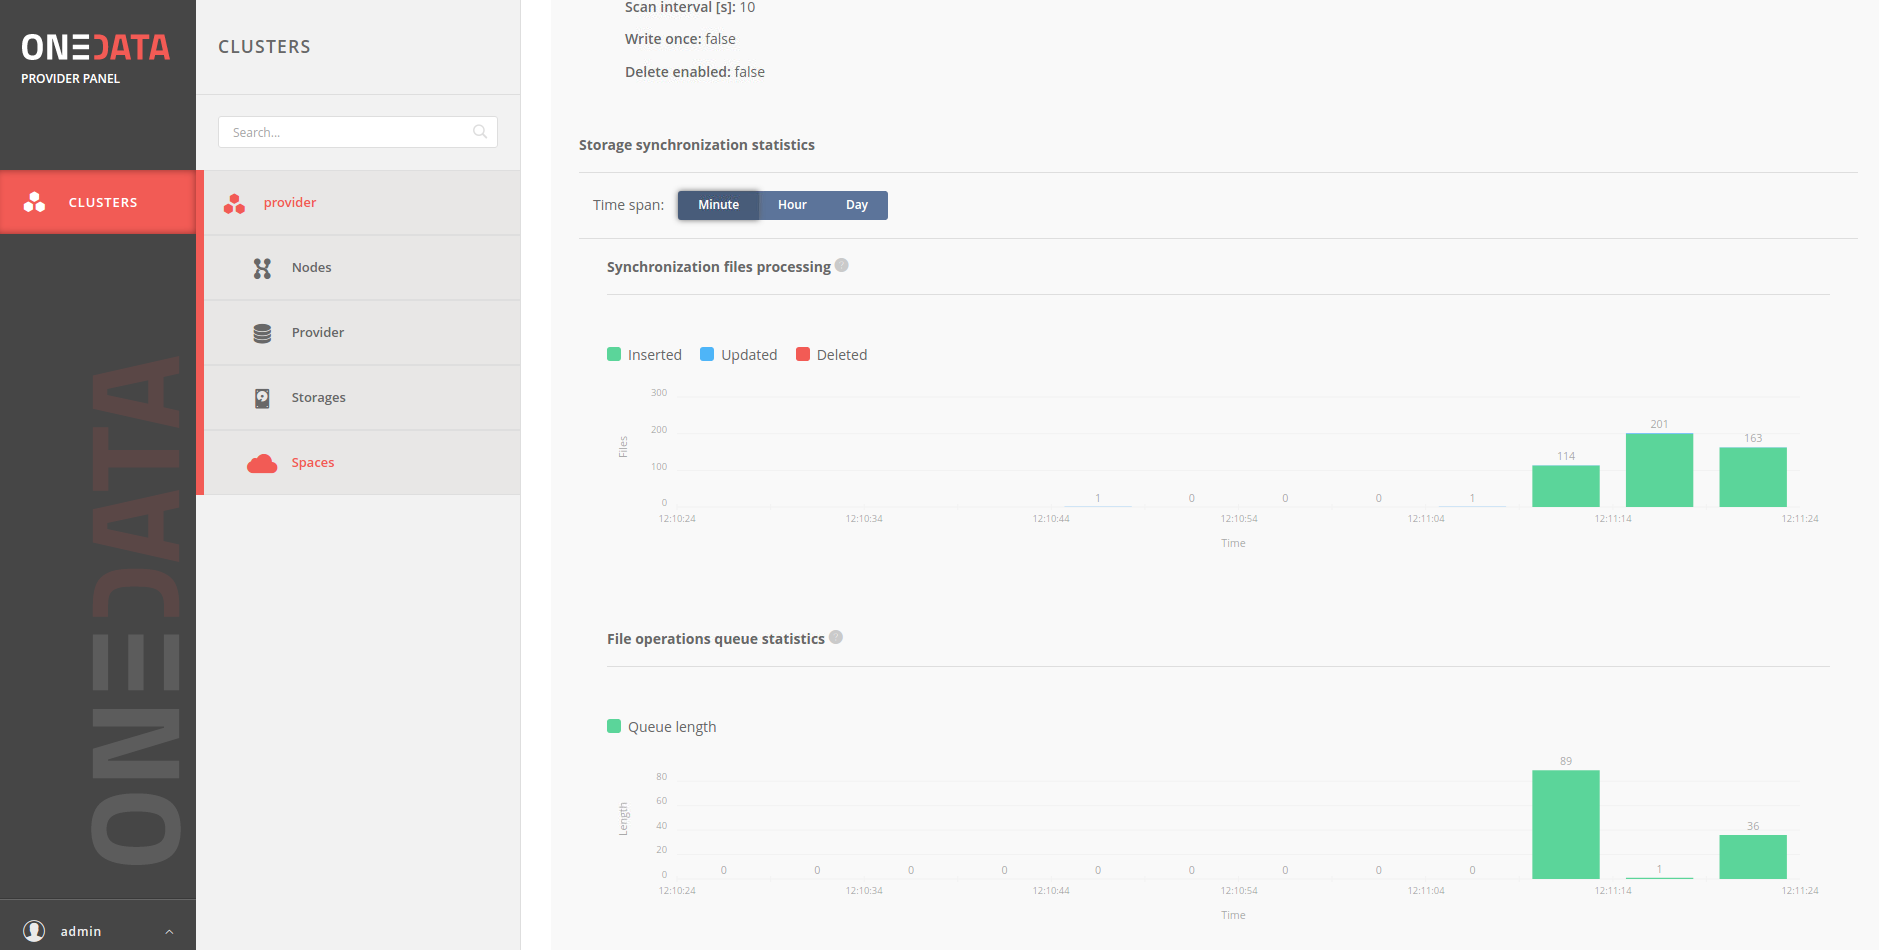 ONEDATA
PROVIDER PANEL
CLUSTERS
ONEDATA
admin
CLUSTERS
Search...
provider
Nodes
Provider
Storages
Spaces
Scan interval [s]: 10
Write once: false
Delete enabled: false
Storage synchronization statistics
Time span: Minute Hour Day
Synchronization files processing ?
Inserted Updated Deleted
300
200
100
0
Files
1 0 0 0 1 114 201 163
12:10:24 12:10:34 12:10:44 12:10:54 12:11:04 12:11:14 12:11:24
Time
File operations queue statistics ?
Queue length
80
60
40
20
0
Length
0 0 0 0 0 0 0 0 0 89 1 36
12:10:24 12:10:34 12:10:44 12:10:54 12:11:04 12:11:14 12:11:24
Time